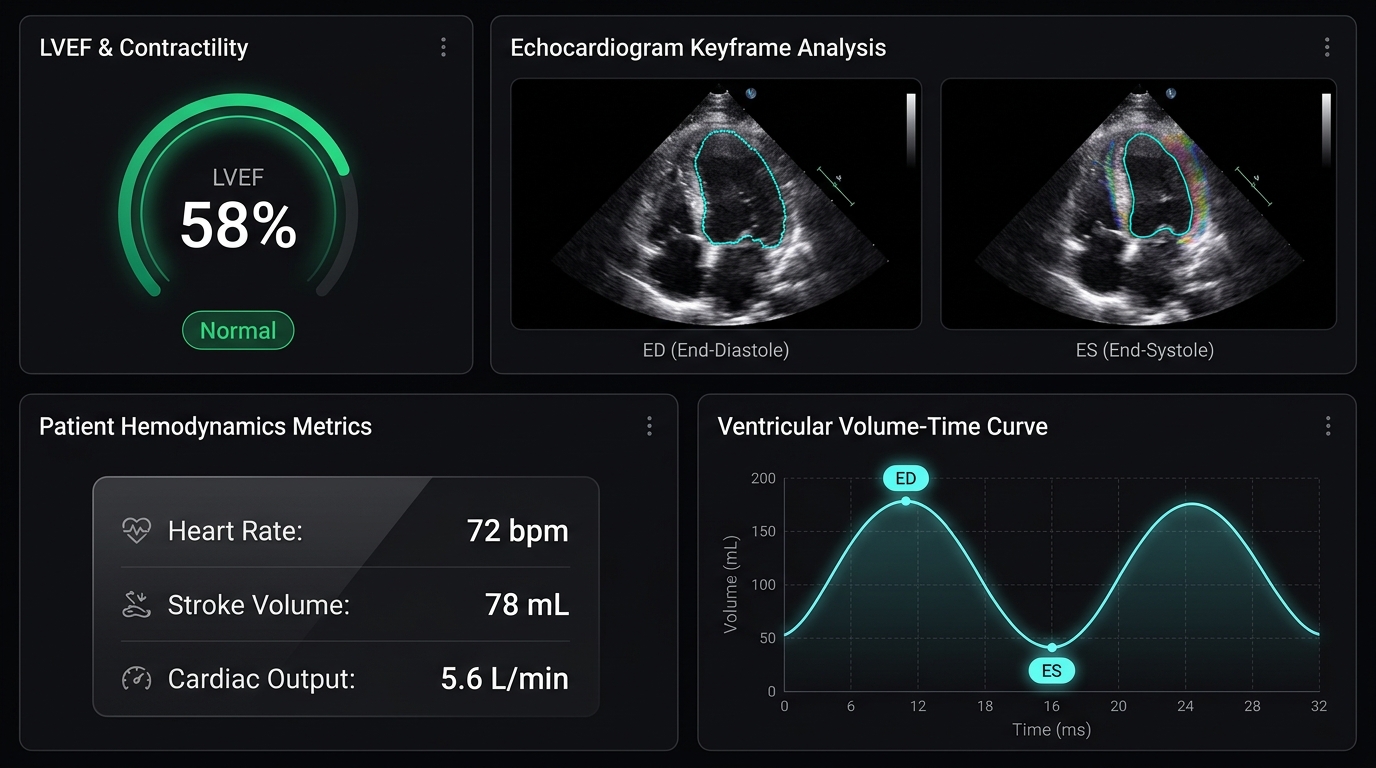 LVEF & Contractility
LVEF
58%
Normal
Echocardiogram Keyframe Analysis
ED (End-Diastole)
ES (End-Systole)
Patient Hemodynamics Metrics
Heart Rate: 72 bpm
Stroke Volume: 78 mL
Cardiac Output: 5.6 L/min
Ventricular Volume-Time Curve
Volume (mL)
200
150
100
50
0
ED
ES
0 6 12 18 16 20 24 28 32
Time (ms)